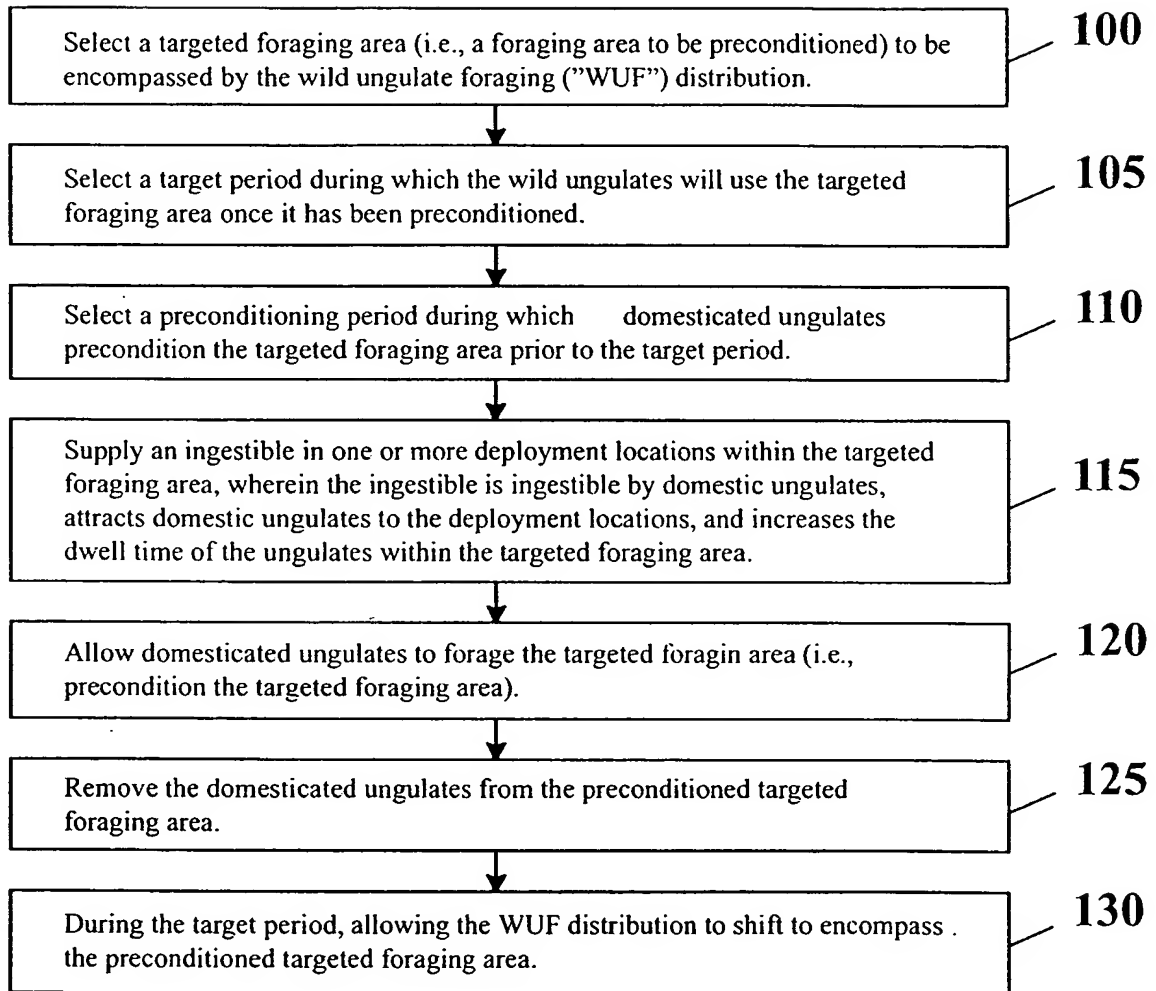 Select a targeted foraging area (i.e., a foraging area to be preconditioned) to be
encompassed by the wild ungulate foraging ("WUF") distribution.
100
Select a target period during which the wild ungulates will use the targeted
foraging area once it has been preconditioned.
105
Select a preconditioning period during which domesticated ungulates
precondition the targeted foraging area prior to the target period.
110
Supply an ingestible in one or more deployment locations within the targeted
foraging area, wherein the ingestible is ingestible by domestic ungulates,
attracts domestic ungulates to the deployment locations, and increases the
dwell time of the ungulates within the targeted foraging area.
115
Allow domesticated ungulates to forage the targeted foragin area (i.e.,
precondition the targeted foraging area).
120
Remove the domesticated ungulates from the preconditioned targeted
foraging area.
125
During the target period, allowing the WUF distribution to shift to encompass .
the preconditioned targeted foraging area.
130